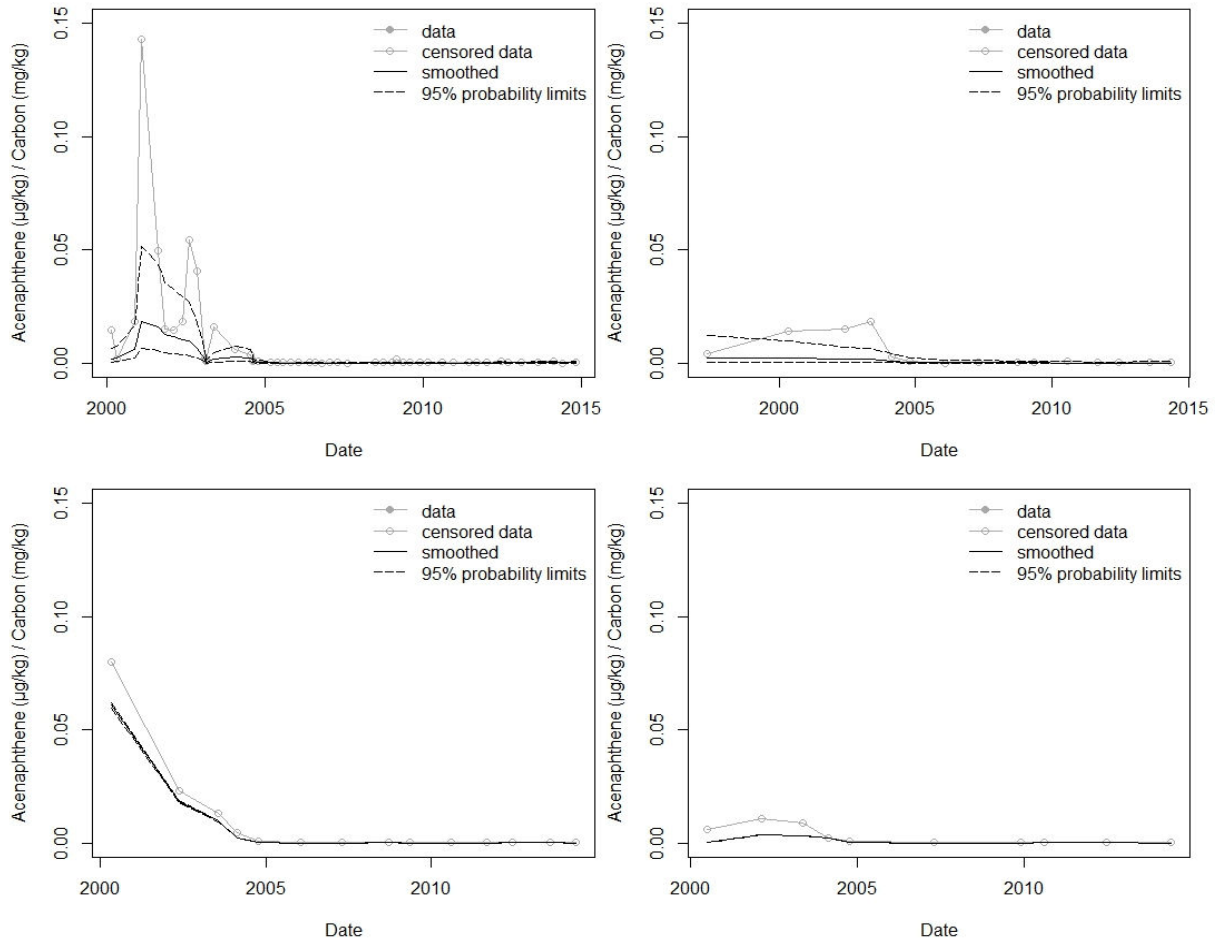 Acenaphthene (µg/kg) / Carbon (mg/kg)
0.15
0.10
0.05
0.00
data
censored data
smoothed
95% probability limits
2000
2005
2010
2015
Date
Acenaphthene (µg/kg) / Carbon (mg/kg)
0.15
0.10
0.05
0.00
data
censored data
smoothed
95% probability limits
2000
2005
2010
2015
Date
Acenaphthene (µg/kg) / Carbon (mg/kg)
0.15
0.10
0.05
0.00
data
censored data
smoothed
95% probability limits
2000
2005
2010
Date
Acenaphthene (µg/kg) / Carbon (mg/kg)
0.15
0.10
0.05
0.00
data
censored data
smoothed
95% probability limits
2000
2005
2010
Date